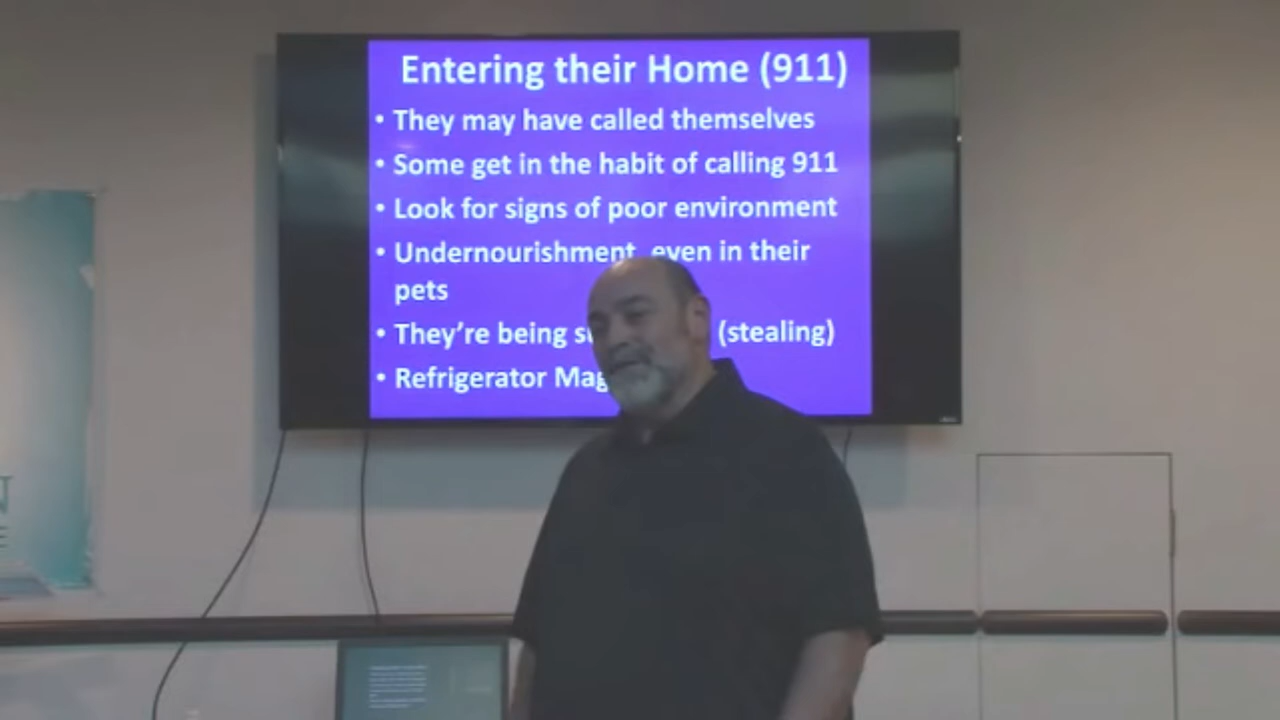 Entering their Home (911)
• They may have called themselves
• Some get in the habit of calling 911
• Look for signs of poor environment
• Undernourishment, even in their
pets
• They’re being (stealing)
• Refrigerator